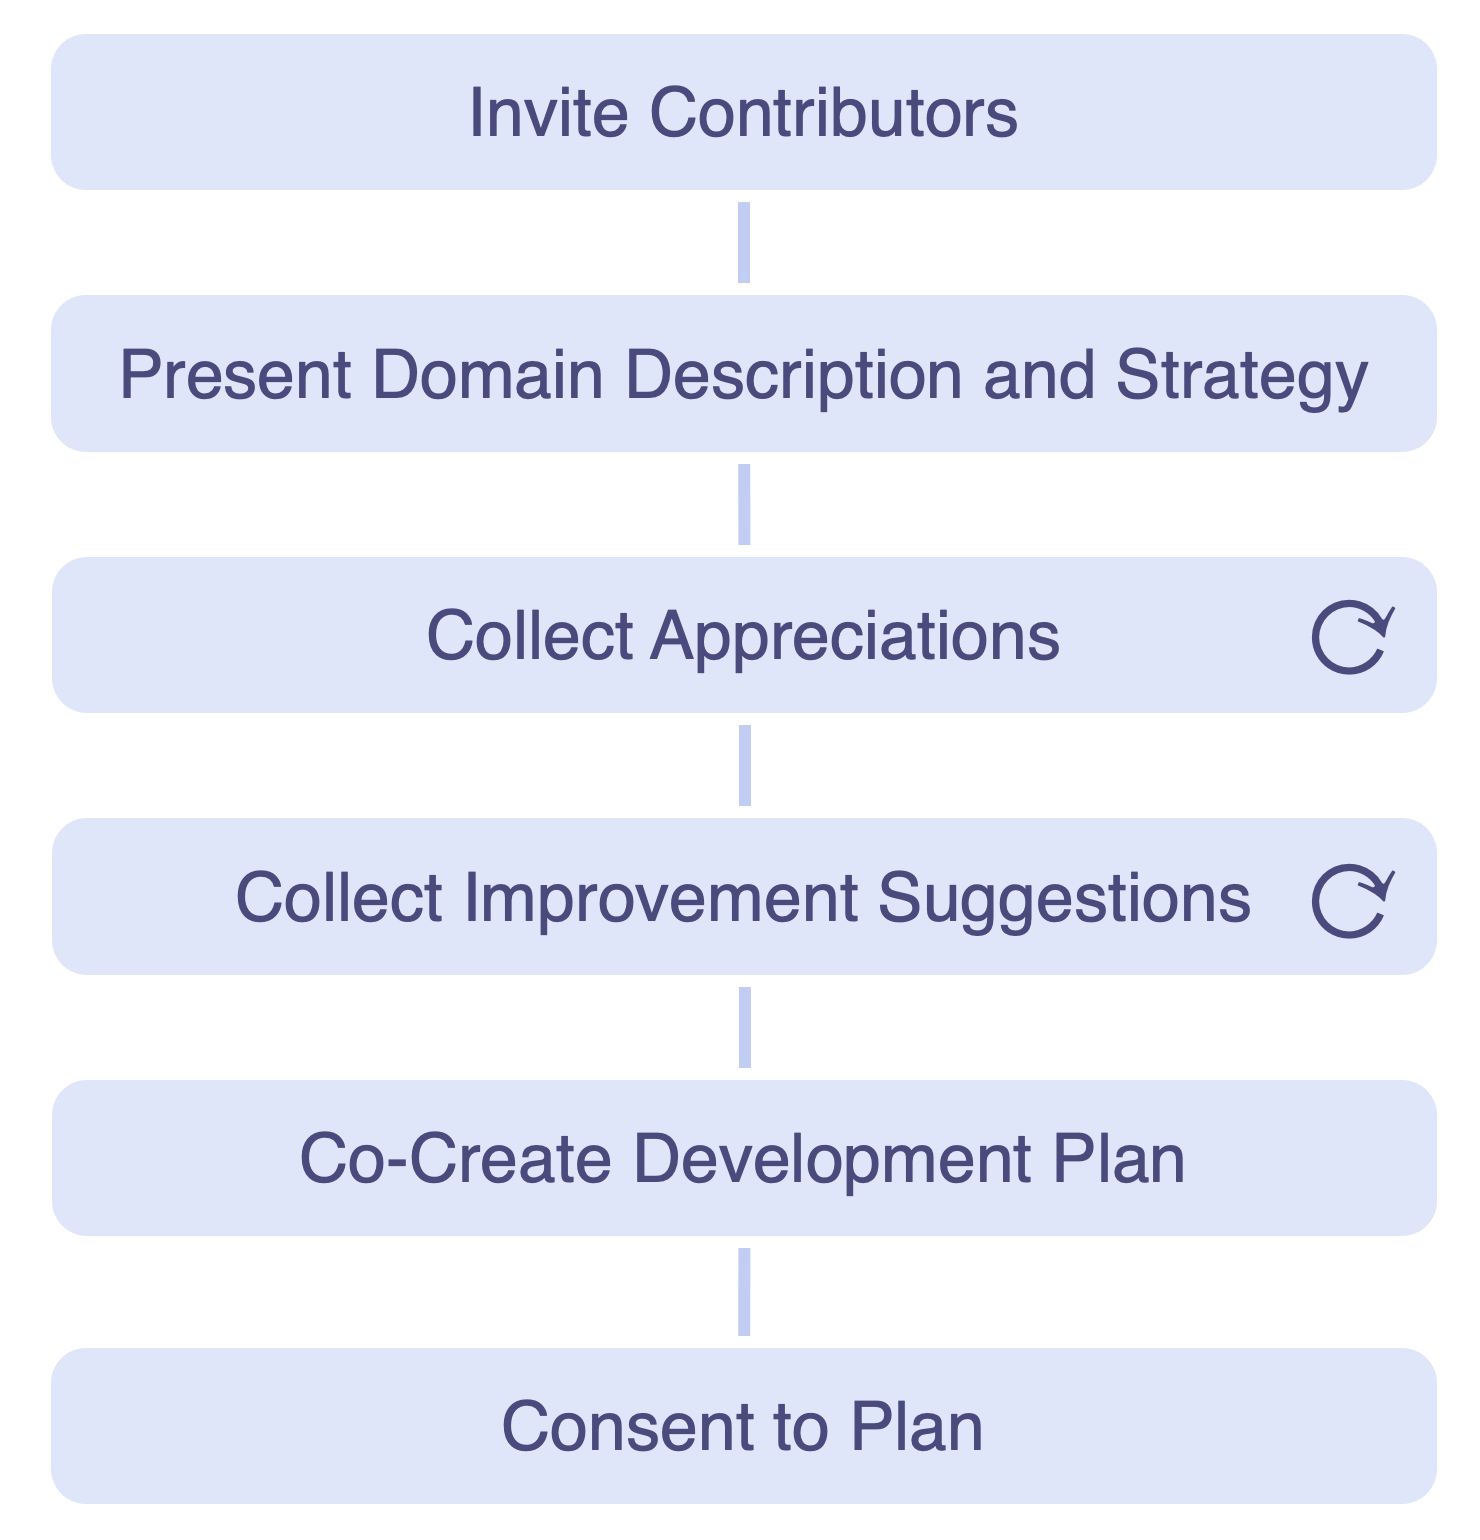 Invite Contributors
Present Domain Description and Strategy
Collect Appreciations
Collect Improvement Suggestions
Co-Create Development Plan
Consent to Plan